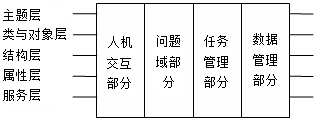 主题层
类与对象层
结构层
属性层
服务层
人机
交互
部分
问题
域部
分
任务
管理
部分
数据
管理
部分